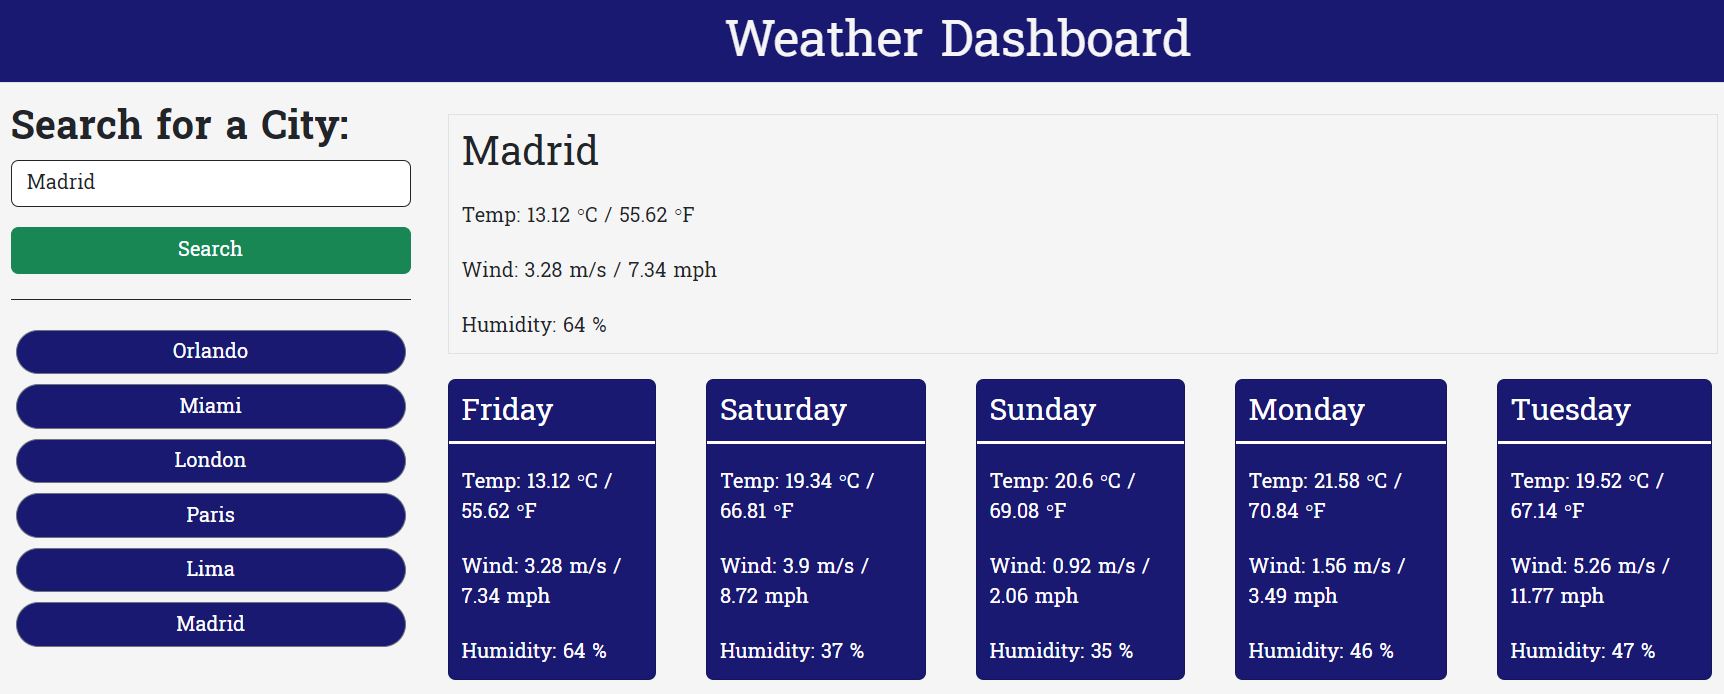 Weather Dashboard
Search for a City:
Madrid
Search
Orlando
Miami
London
Paris
Lima
Madrid
Madrid
Temp: 13.12 °C / 55.62 °F
Wind: 3.28 m/s / 7.34 mph
Humidity: 64 %
Friday
Temp: 13.12 °C /
55.62 °F
Wind: 3.28 m/s /
7.34 mph
Humidity: 64 %
Saturday
Temp: 19.34 °C /
66.81 °F
Wind: 3.9 m/s /
8.72 mph
Humidity: 37 %
Sunday
Temp: 20.6 °C /
69.08 °F
Wind: 0.92 m/s /
2.06 mph
Humidity: 35 %
Monday
Temp: 21.58 °C /
70.84 °F
Wind: 1.56 m/s /
3.49 mph
Humidity: 46 %
Tuesday
Temp: 19.52 °C /
67.14 °F
Wind: 5.26 m/s /
11.77 mph
Humidity: 47 %